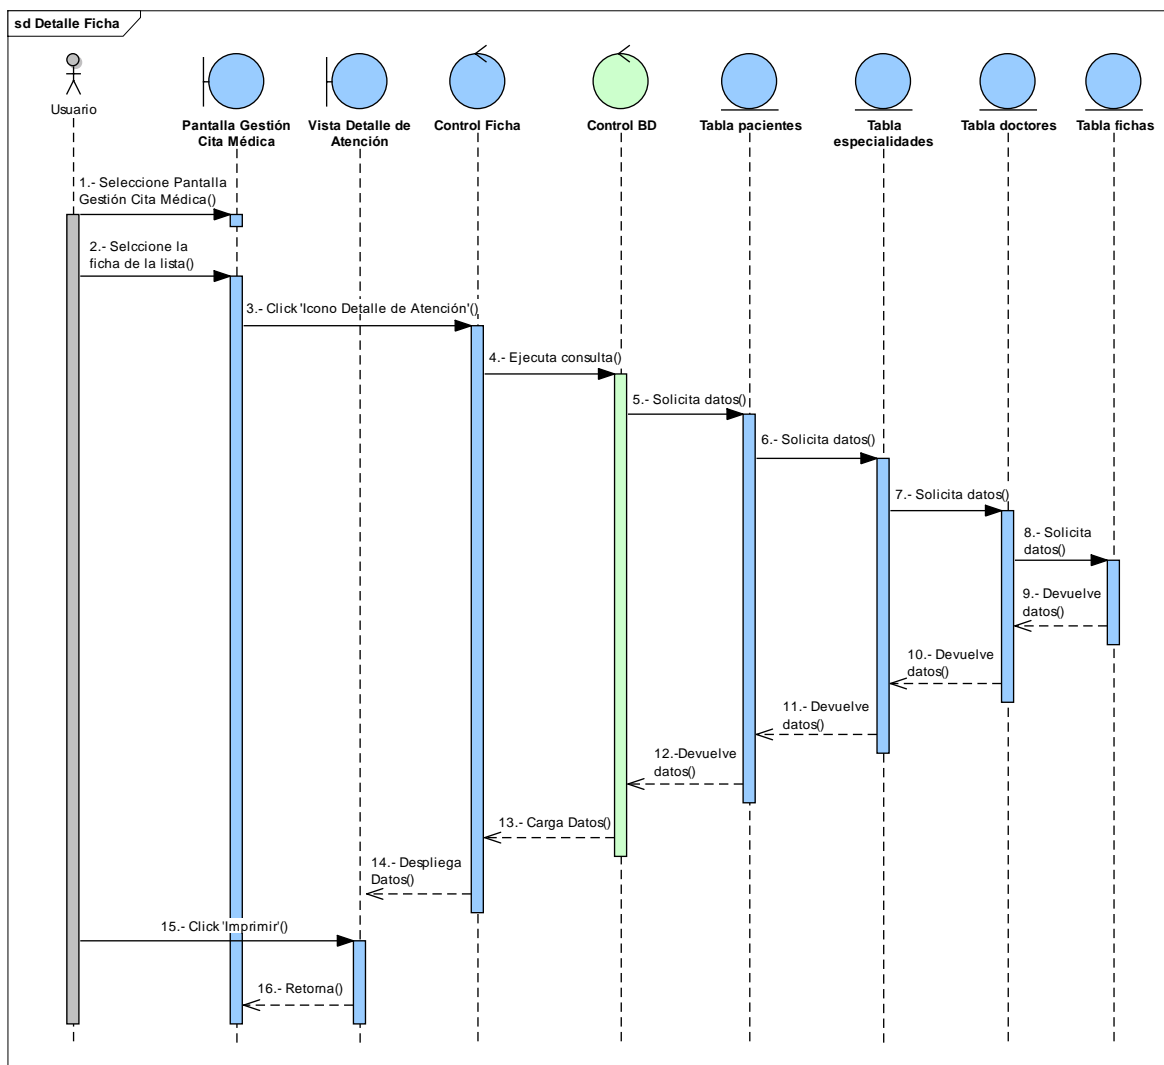 sd Detalle Ficha
Usuario
Pantalla Gestión
Cita Médica
Vista Detalle de
Atención
Control Ficha
Control BD
Tabla pacientes
Tabla
especialidades
Tabla doctores
Tabla fichas
1.- Seleccione Pantalla
Gestión Cita Médica()
2.- Selccione la
ficha de la lista()
3.- Click 'Icono Detalle de Atención'()
4.- Ejecuta consulta()
5.- Solicita datos()
6.- Solicita datos()
7.- Solicita datos()
8.- Solicita
datos()
9.- Devuelve
datos()
10.- Devuelve
datos()
11.- Devuelve
datos()
12.-Devuelve
datos()
13.- Carga Datos()
14.- Despliega
Datos()
15.- Click 'Imprimir'()
16.- Retorna()